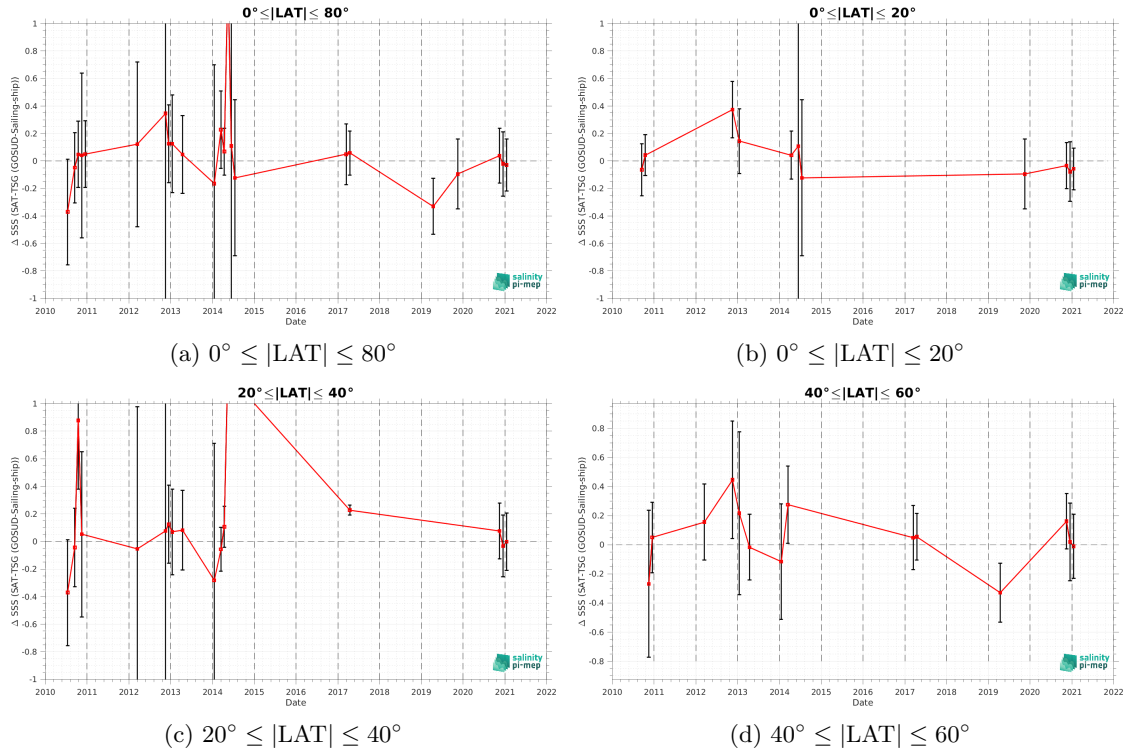 0°≤|LAT|≤ 80°
Δ SSS (SAT-TSG (GOSUD-Sailing-ship))
1
0.8
0.6
0.4
0.2
0
-0.2
-0.4
-0.6
-0.8
-1
2010 2011 2012 2013 2014 2015 2016 2017 2018 2019 2020 2021 2022
Date
salinity
pi-mep
(a) 0° ≤ |LAT| ≤ 80°
0°≤|LAT|≤ 20°
Δ SSS (SAT-TSG (GOSUD-Sailing-ship))
1
0.8
0.6
0.4
0.2
0
-0.2
-0.4
-0.6
-0.8
-1
2010 2011 2012 2013 2014 2015 2016 2017 2018 2019 2020 2021 2022
Date
salinity
pi-mep
(b) 0° ≤ |LAT| ≤ 20°
20°≤|LAT|≤ 40°
Δ SSS (SAT-TSG (GOSUD-Sailing-ship))
1
0.8
0.6
0.4
0.2
0
-0.2
-0.4
-0.6
-0.8
-1
2010 2011 2012 2013 2014 2015 2016 2017 2018 2019 2020 2021 2022
Date
salinity
pi-mep
(c) 20° ≤ |LAT| ≤ 40°
40°≤|LAT|≤ 60°
Δ SSS (SAT-TSG (GOSUD-Sailing-ship))
0.8
0.6
0.4
0.2
0
-0.2
-0.4
-0.6
-0.8
2010 2011 2012 2013 2014 2015 2016 2017 2018 2019 2020 2021 2022
Date
salinity
pi-mep
(d) 40° ≤ |LAT| ≤ 60°